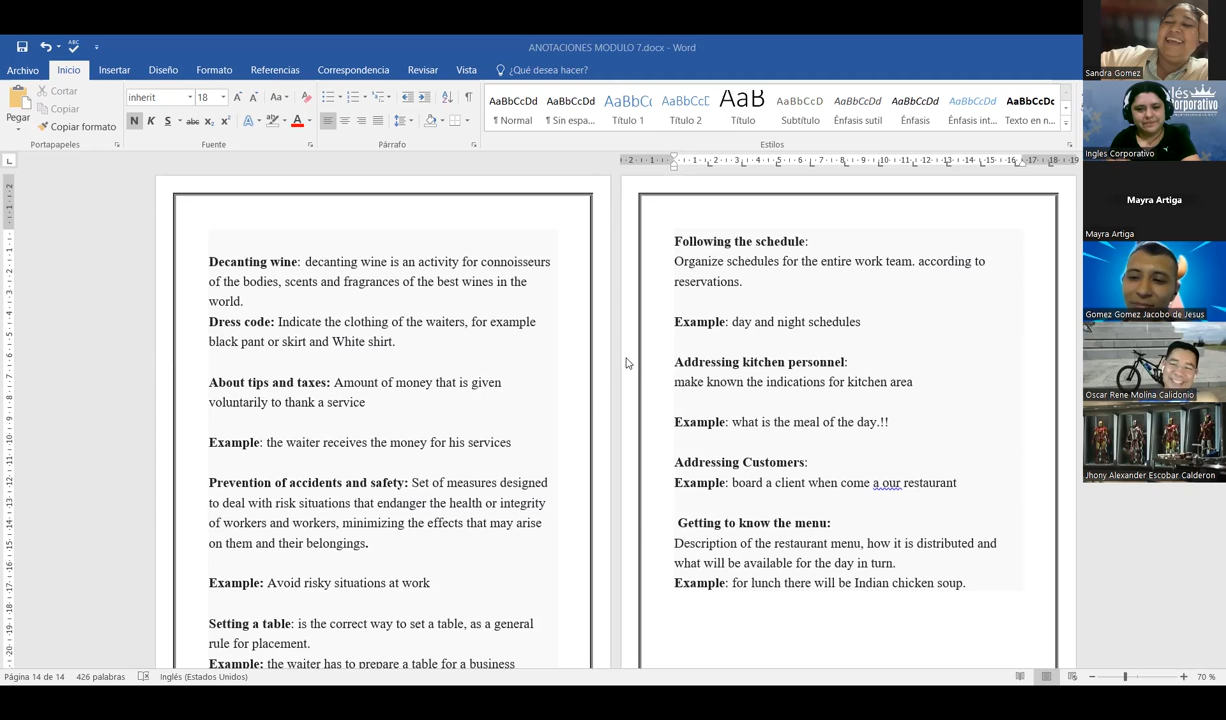 ANOTACIONES MODULO 7.docx - Word
Archivo Inicio Insertar Diseño Formato Referencias Correspondencia Revisar Vista ¿Qué desea hacer?
Pegar
Cortar
Copiar
Copiar formato
Portapapeles
inherit 18
N K S abc x₂ x²
Fuente
Párrafo
AaBbCcDd AaBbCcDd AaBbCc AaBbCcD AaB AaBbCcD AaBbCcDd AaBbCcDd AaBbCcDd AaBbCcDc
¶ Normal ¶ Sin espa... Título 1 Título 2 Título Subtítulo Énfasis sutil Énfasis Énfasis int... Texto en n...
Estilos
Decanting wine: decanting wine is an activity for connoisseurs
of the bodies, scents and fragrances of the best wines in the
world.
Dress code: Indicate the clothing of the waiters, for example
black pant or skirt and White shirt.
About tips and taxes: Amount of money that is given
voluntarily to thank a service
Example: the waiter receives the money for his services
Prevention of accidents and safety: Set of measures designed
to deal with risk situations that endanger the health or integrity
of workers and workers, minimizing the effects that may arise
on them and their belongings.
Example: Avoid risky situations at work
Setting a table: is the correct way to set a table, as a general
rule for placement.
Example: the waiter has to prepare a table for a business
Following the schedule:
Organize schedules for the entire work team. according to
reservations.
Example: day and night schedules
Addressing kitchen personnel:
make known the indications for kitchen area
Example: what is the meal of the day.!!
Addressing Customers:
Example: board a client when come a our restaurant
Getting to know the menu:
Description of the restaurant menu, how it is distributed and
what will be available for the day in turn.
Example: for lunch there will be Indian chicken soup.
Página 14 de 14 426 palabras Inglés (Estados Unidos) 70 %
Sandra Gomez
Ingles Corporativo
Mayra Artiga
Mayra Artiga
Gomez Gomez Jacobo de Jesus
Oscar Rene Molina Calidonio
Jhony Alexander Escobar Calderon